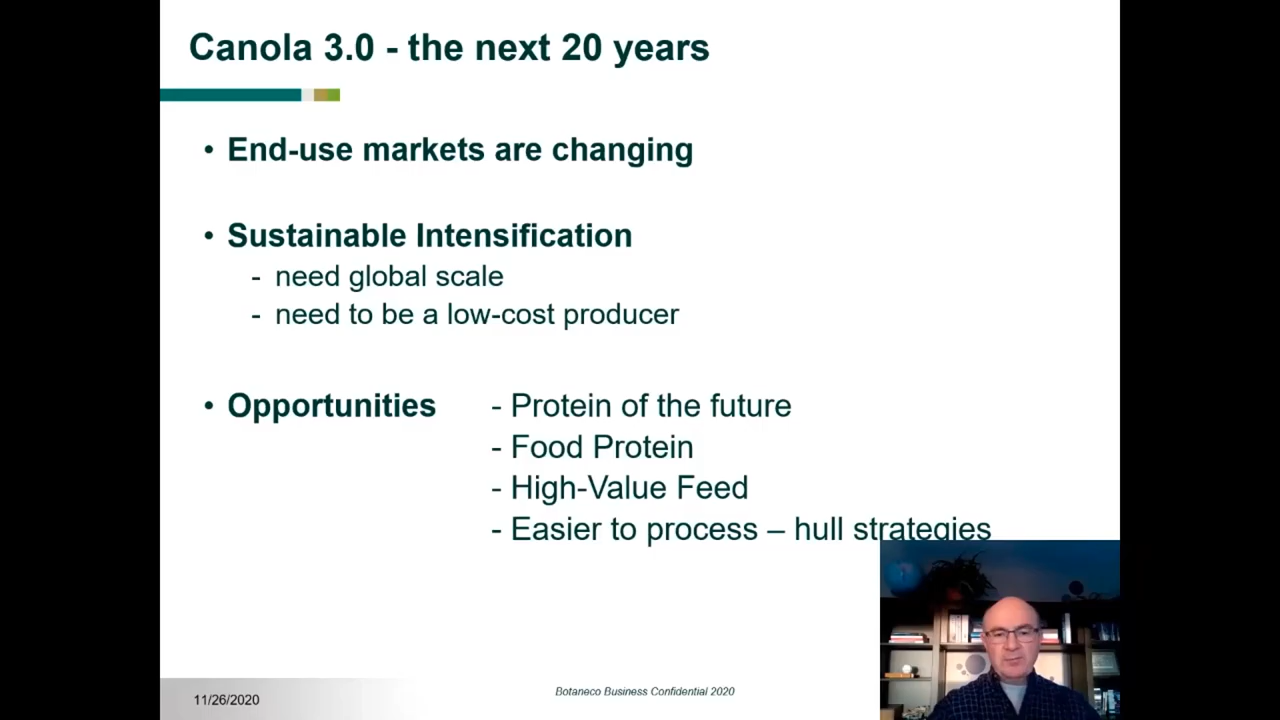 Canola 3.0 - the next 20 years
• End-use markets are changing
• Sustainable Intensification
- need global scale
- need to be a low-cost producer
• Opportunities - Protein of the future
- Food Protein
- High-Value Feed
- Easier to process – hull strategies
11/26/2020
Botaneco Business Confidential 2020